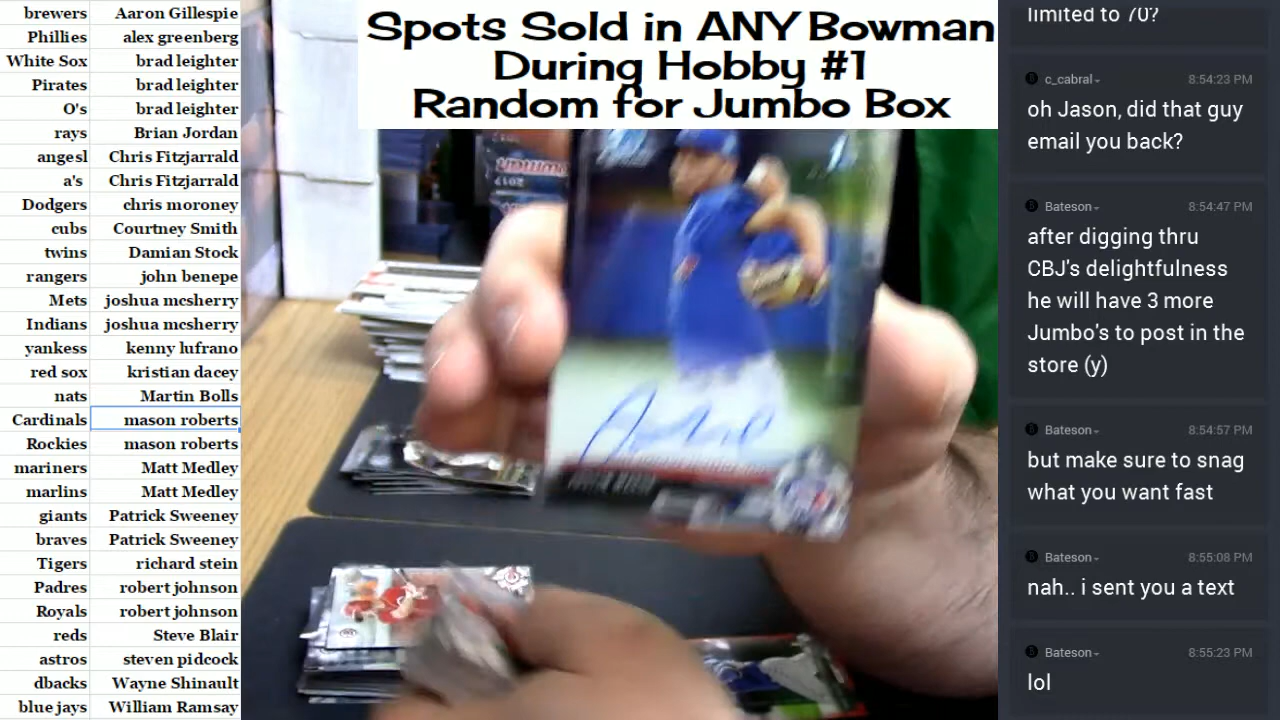 brewers Aaron Gillespie
Phillies alex greenberg
White Sox brad leighter
Pirates brad leighter
O's brad leighter
rays Brian Jordan
angesl Chris Fitzjarrald
a's Chris Fitzjarrald
Dodgers chris moroney
cubs Courtney Smith
twins Damian Stock
rangers john benepe
Mets joshua mcsherry
Indians joshua mcsherry
yankess kenny lufrano
red sox kristian dacey
nats Martin Bolls
Cardinals mason roberts
Rockies mason roberts
mariners Matt Medley
marlins Matt Medley
giants Patrick Sweeney
braves Patrick Sweeney
Tigers richard stein
Padres robert johnson
Royals robert johnson
reds Steve Blair
astros steven pidcock
dbacks Wayne Shinault
blue jays William Ramsay
Spots Sold in ANY Bowman
During Hobby #1
Random for Jumbo Box
BOWMAN
2017
limited to 70?
c_cabral 8:54:23 PM
oh Jason, did that guy
email you back?
Bateson 8:54:47 PM
after digging thru
CBJ's delightfulness
he will have 3 more
Jumbo's to post in the
store (y)
Bateson 8:54:57 PM
but make sure to snag
what you want fast
Bateson 8:55:08 PM
nah.. i sent you a text
Bateson 8:55:23 PM
lol